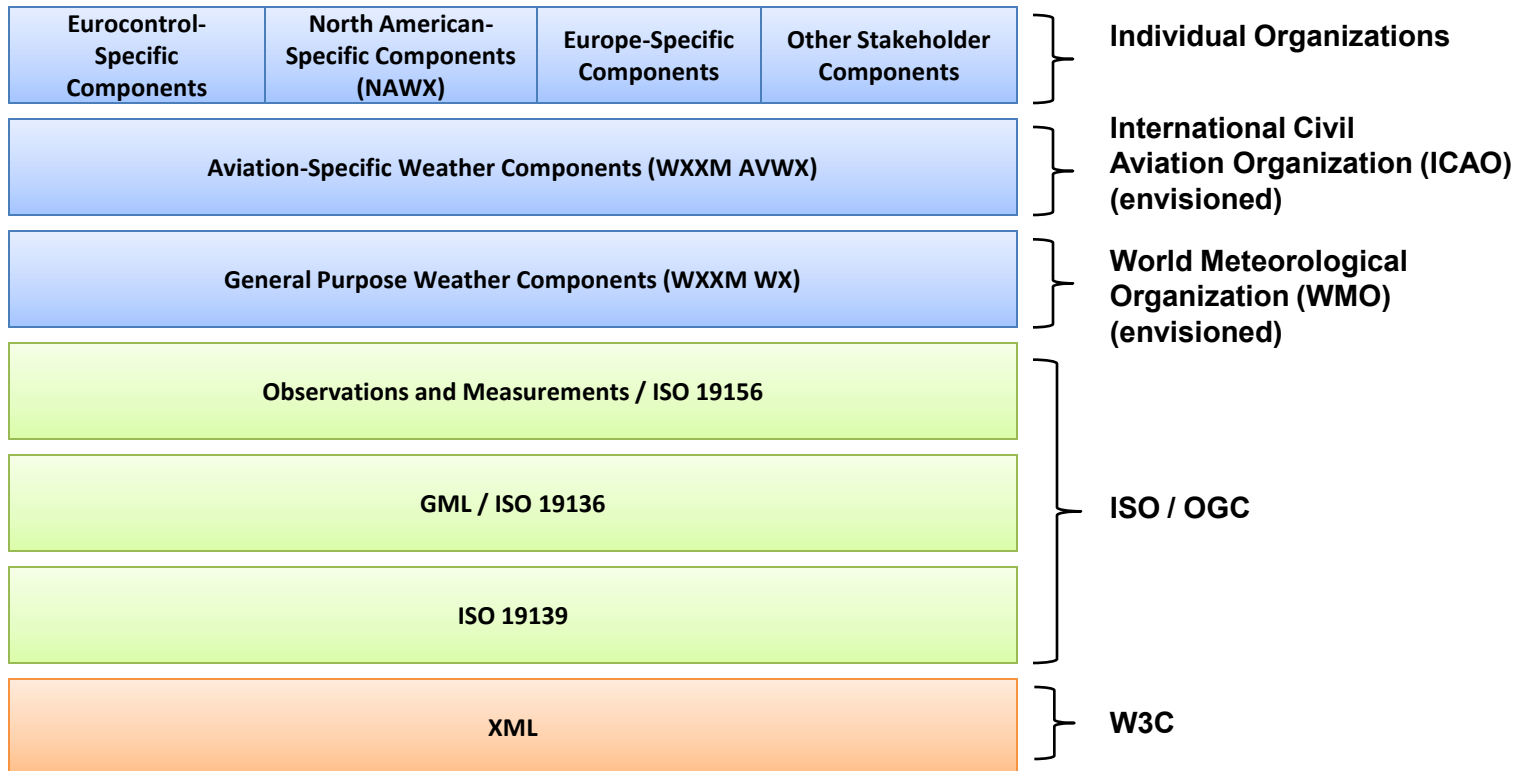 Eurocontrol-
Specific
Components
North American-
Specific Components
(NAWX)
Europe-Specific
Components
Other Stakeholder
Components
Individual Organizations
Aviation-Specific Weather Components (WXXM AVWX)
International Civil
Aviation Organization (ICAO)
(envisioned)
General Purpose Weather Components (WXXM WX)
World Meteorological
Organization (WMO)
(envisioned)
Observations and Measurements / ISO 19156
GML / ISO 19136
ISO 19139
ISO / OGC
XML
W3C